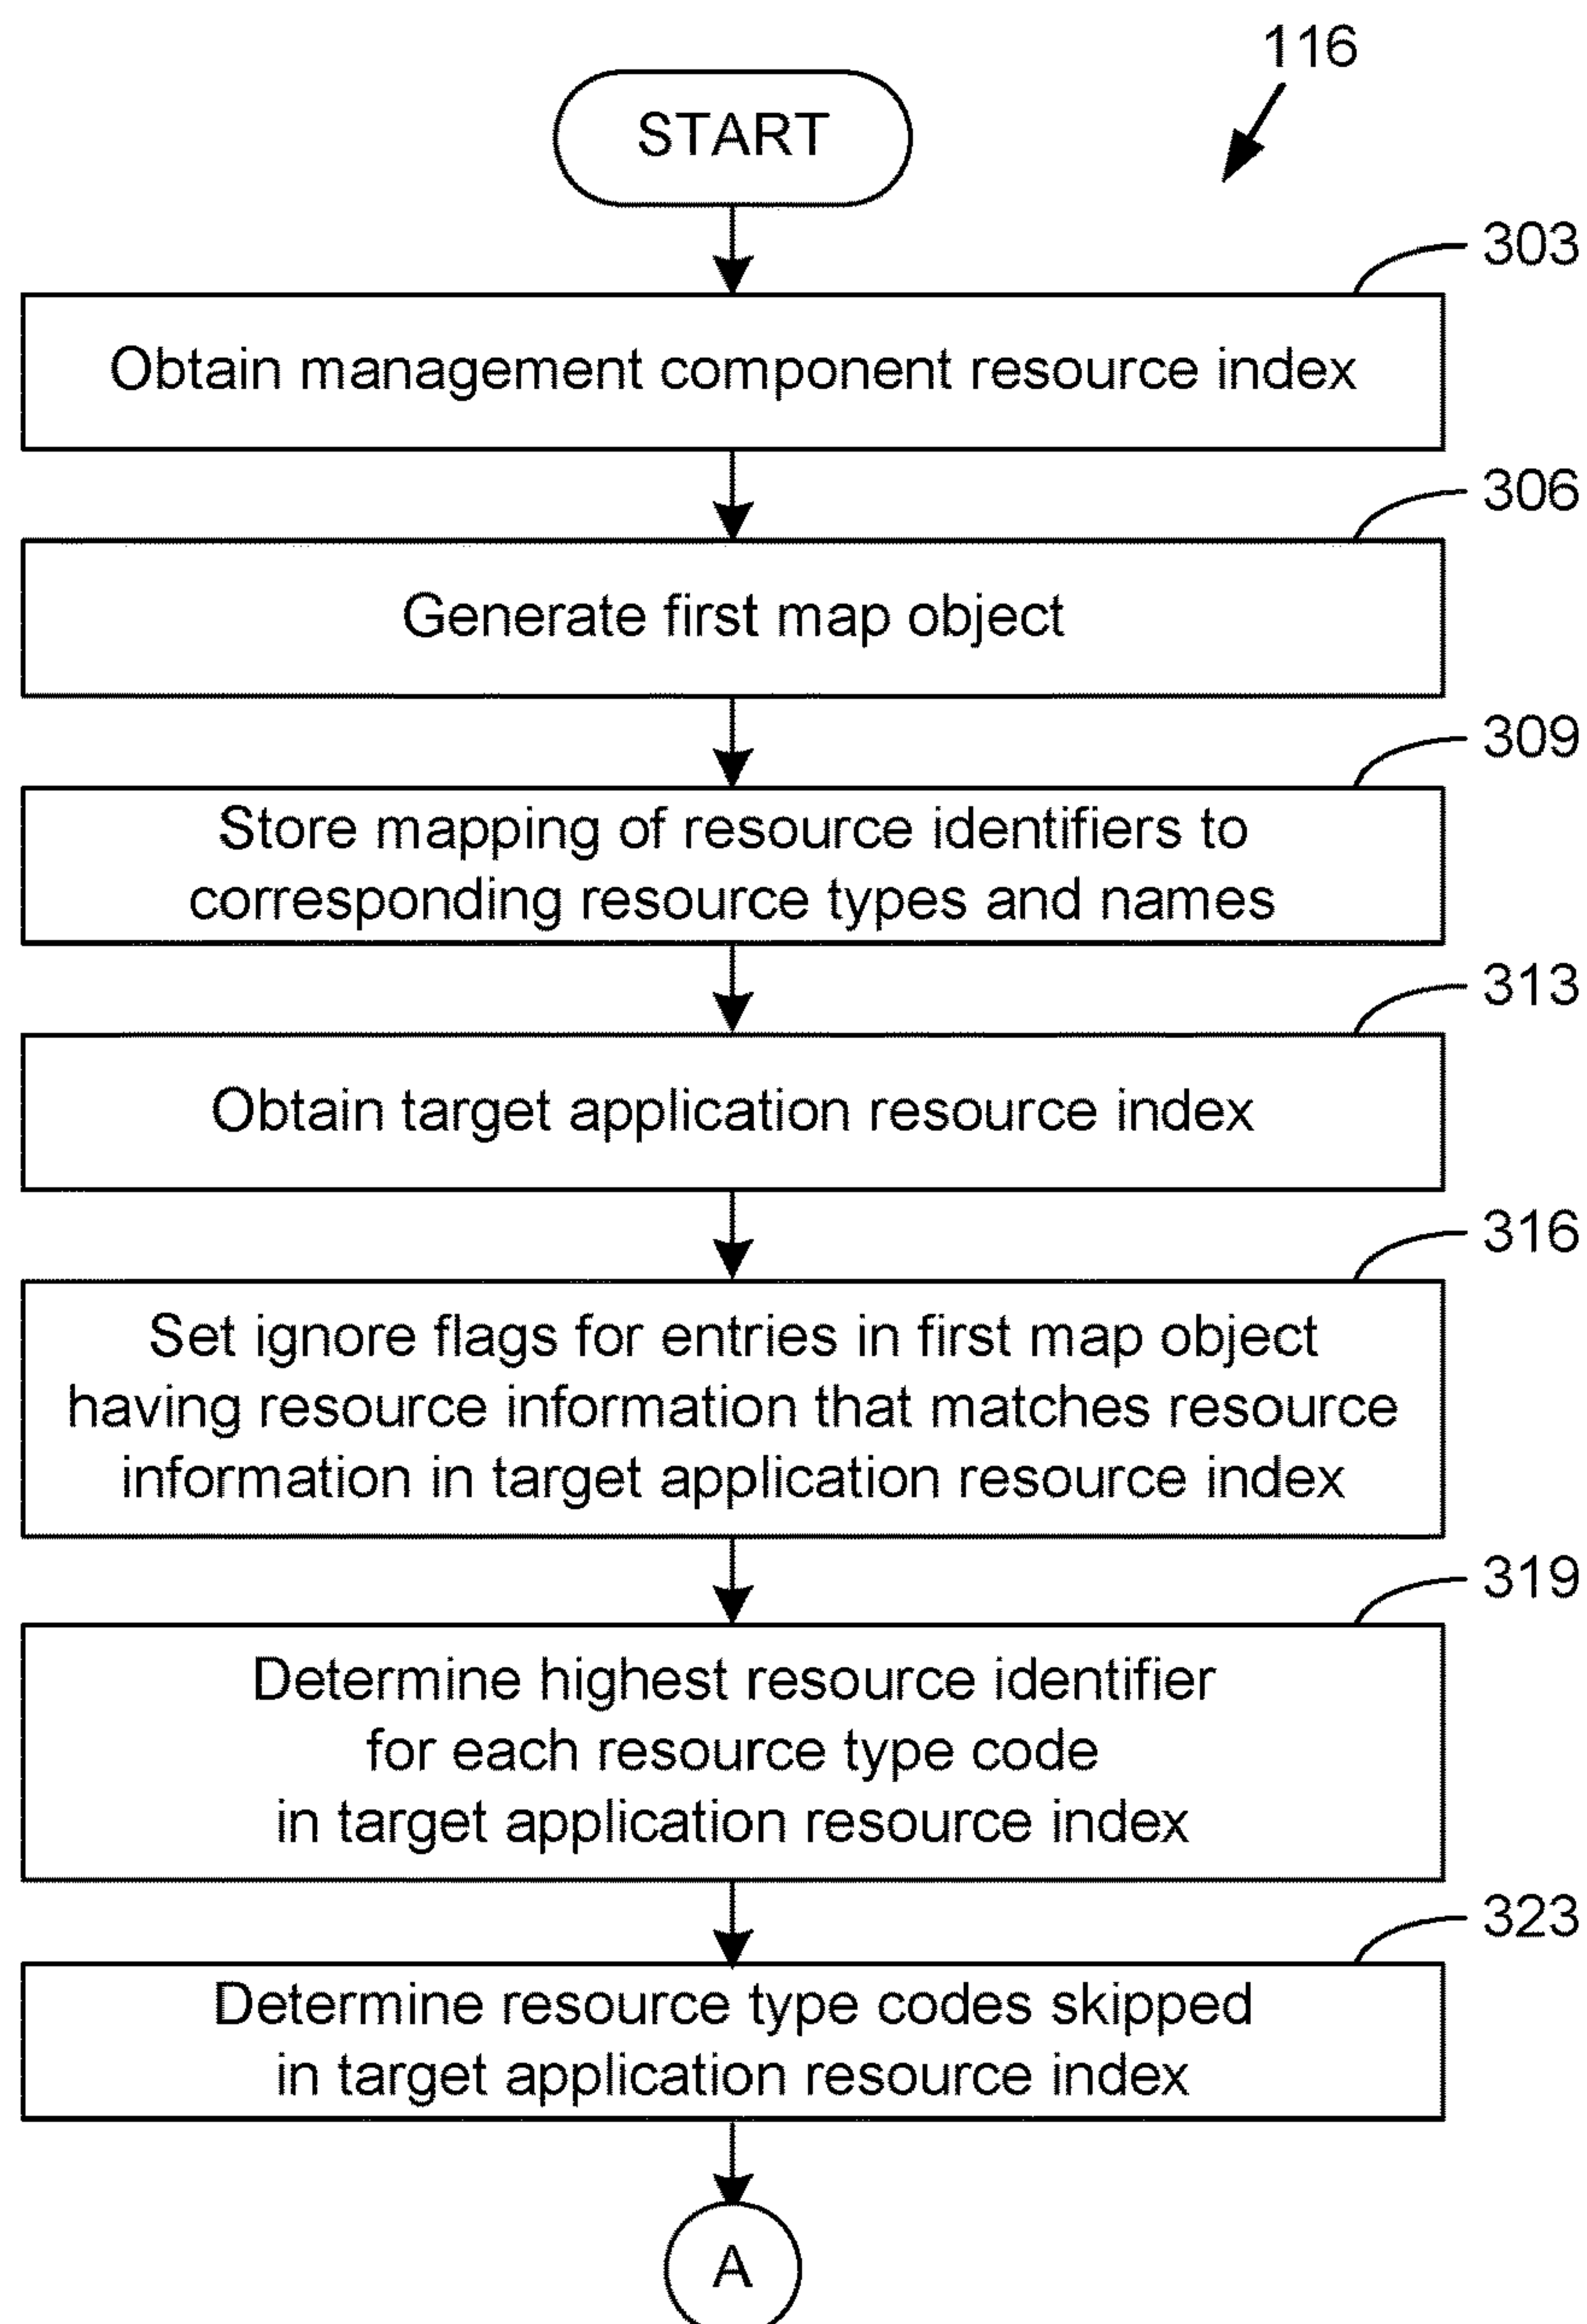 116
START
303
Obtain management component resource index
306
Generate first map object
309
Store mapping of resource identifiers to
corresponding resource types and names
313
Obtain target application resource index
316
Set ignore flags for entries in first map object
having resource information that matches resource
information in target application resource index
319
Determine highest resource identifier
for each resource type code
in target application resource index
323
Determine resource type codes skipped
in target application resource index
A